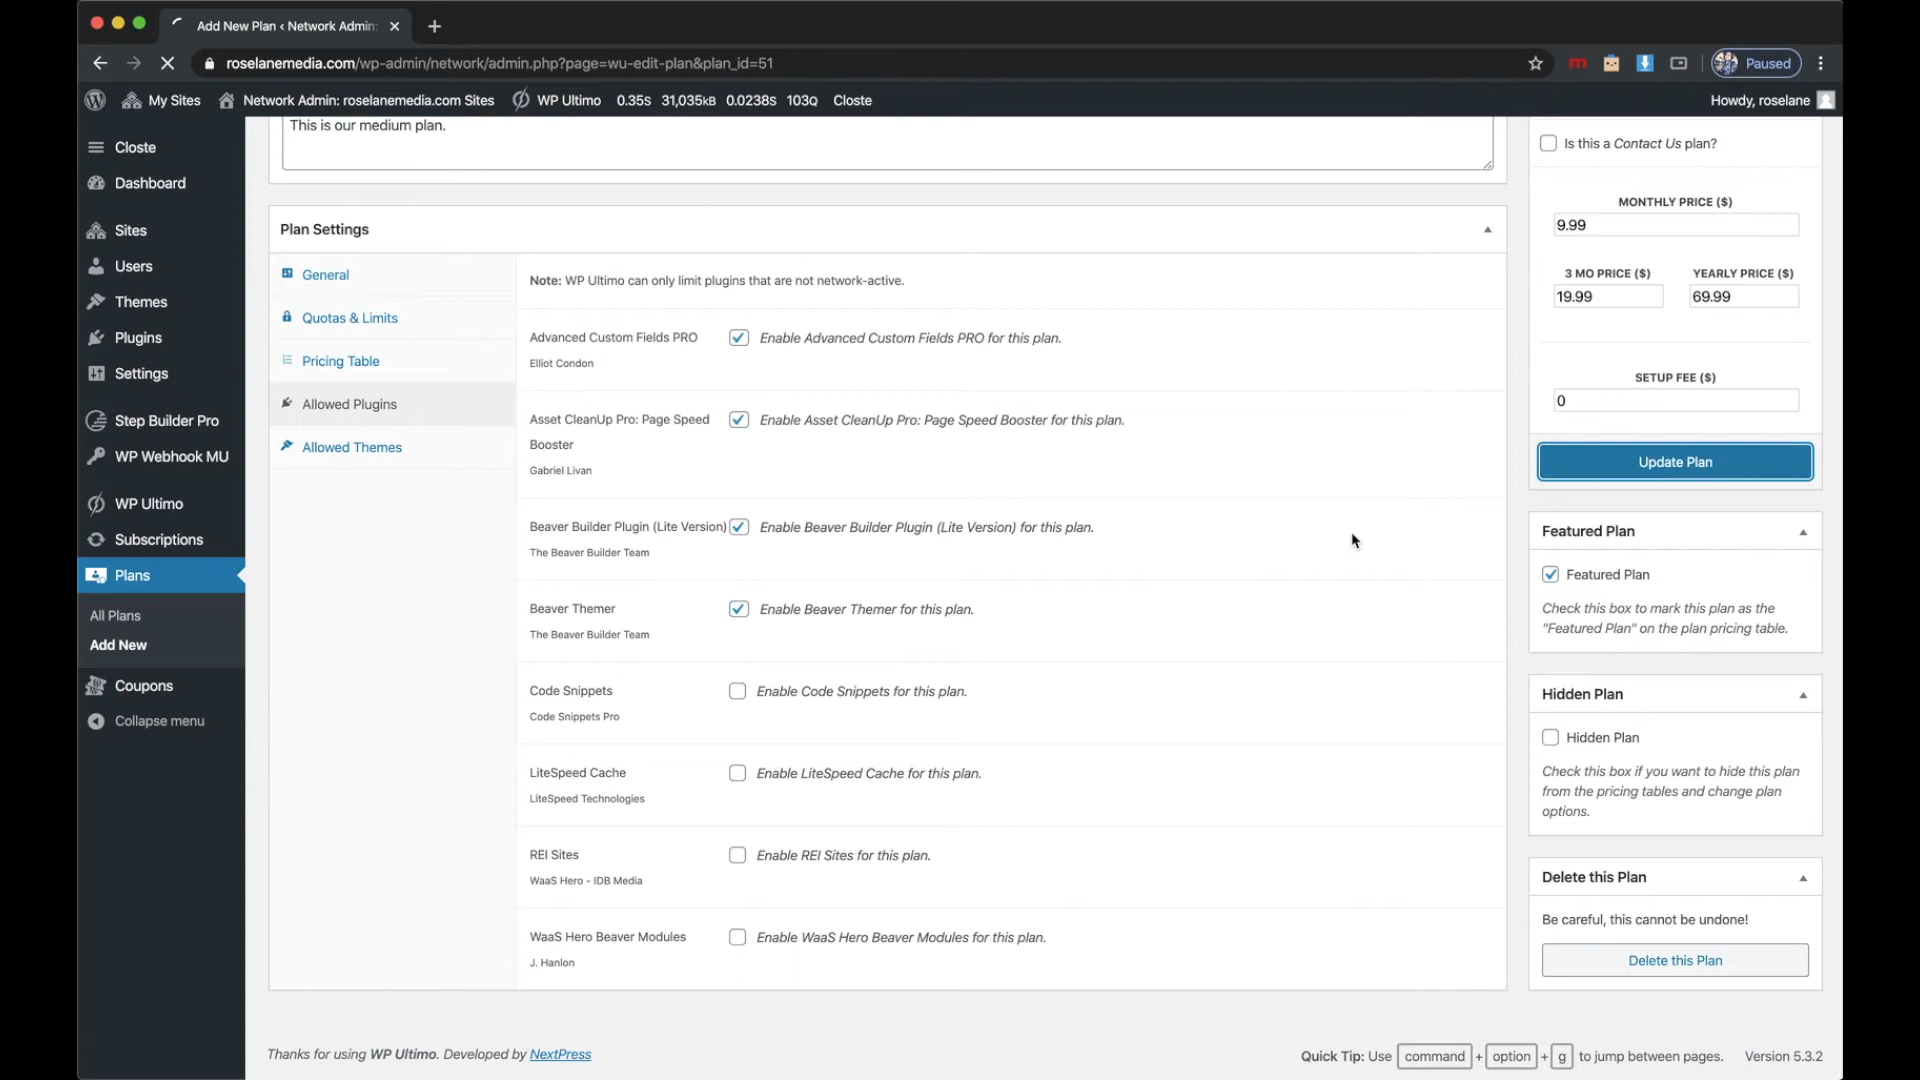 Add New Plan ‹ Network Admin:
roselanemedia.com/wp-admin/network/admin.php?page=wu-edit-plan&plan_id=51
Paused
My Sites
Network Admin: roselanemedia.com Sites
WP Ultimo
0.35S 31,035KB 0.0238S 103Q
Closte
Howdy, roselane
Closte
Dashboard
Sites
Users
Themes
Plugins
Settings
Step Builder Pro
WP Webhook MU
WP Ultimo
Subscriptions
Plans
All Plans
Add New
Coupons
Collapse menu
This is our medium plan.
Plan Settings
General
Quotas & Limits
Pricing Table
Allowed Plugins
Allowed Themes
Note: WP Ultimo can only limit plugins that are not network-active.
Advanced Custom Fields PRO
Elliot Condon
Enable Advanced Custom Fields PRO for this plan.
Asset CleanUp Pro: Page Speed
Booster
Gabriel Livan
Enable Asset CleanUp Pro: Page Speed Booster for this plan.
Beaver Builder Plugin (Lite Version)
The Beaver Builder Team
Enable Beaver Builder Plugin (Lite Version) for this plan.
Beaver Themer
The Beaver Builder Team
Enable Beaver Themer for this plan.
Code Snippets
Code Snippets Pro
Enable Code Snippets for this plan.
LiteSpeed Cache
LiteSpeed Technologies
Enable LiteSpeed Cache for this plan.
REI Sites
WaaS Hero - IDB Media
Enable REI Sites for this plan.
WaaS Hero Beaver Modules
J. Hanlon
Enable WaaS Hero Beaver Modules for this plan.
Is this a Contact Us plan?
MONTHLY PRICE ($)
9.99
3 MO PRICE ($)
19.99
YEARLY PRICE ($)
69.99
SETUP FEE ($)
0
Update Plan
Featured Plan
Featured Plan
Check this box to mark this plan as the
"Featured Plan" on the plan pricing table.
Hidden Plan
Hidden Plan
Check this box if you want to hide this plan
from the pricing tables and change plan
options.
Delete this Plan
Be careful, this cannot be undone!
Delete this Plan
Thanks for using WP Ultimo. Developed by NextPress
Quick Tip: Use command + option + g to jump between pages.
Version 5.3.2